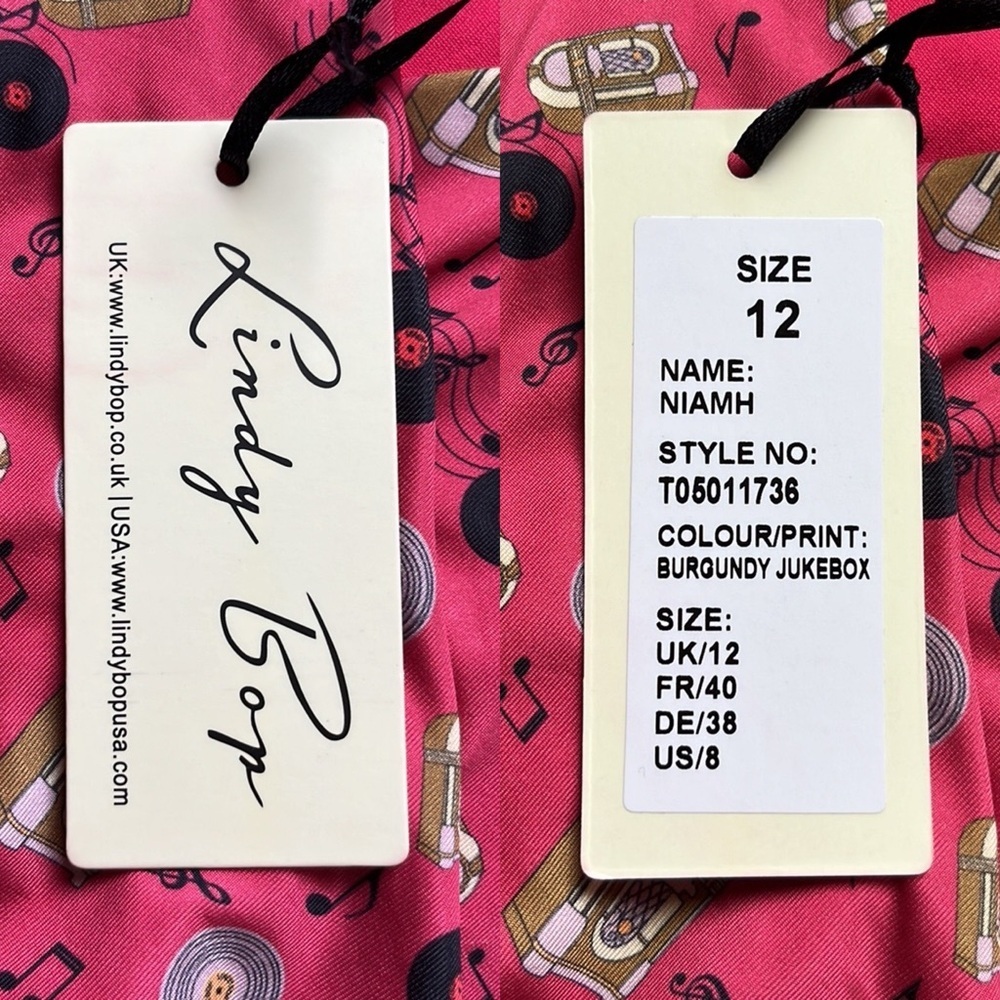 Lindy Bop
UK:www.lindybop.co.uk | USA:www.lindybopusa.com
SIZE
12
NAME:
NIAMH
STYLE NO:
T05011736
COLOUR/PRINT:
BURGUNDY JUKEBOX
SIZE:
UK/12
FR/40
DE/38
US/8